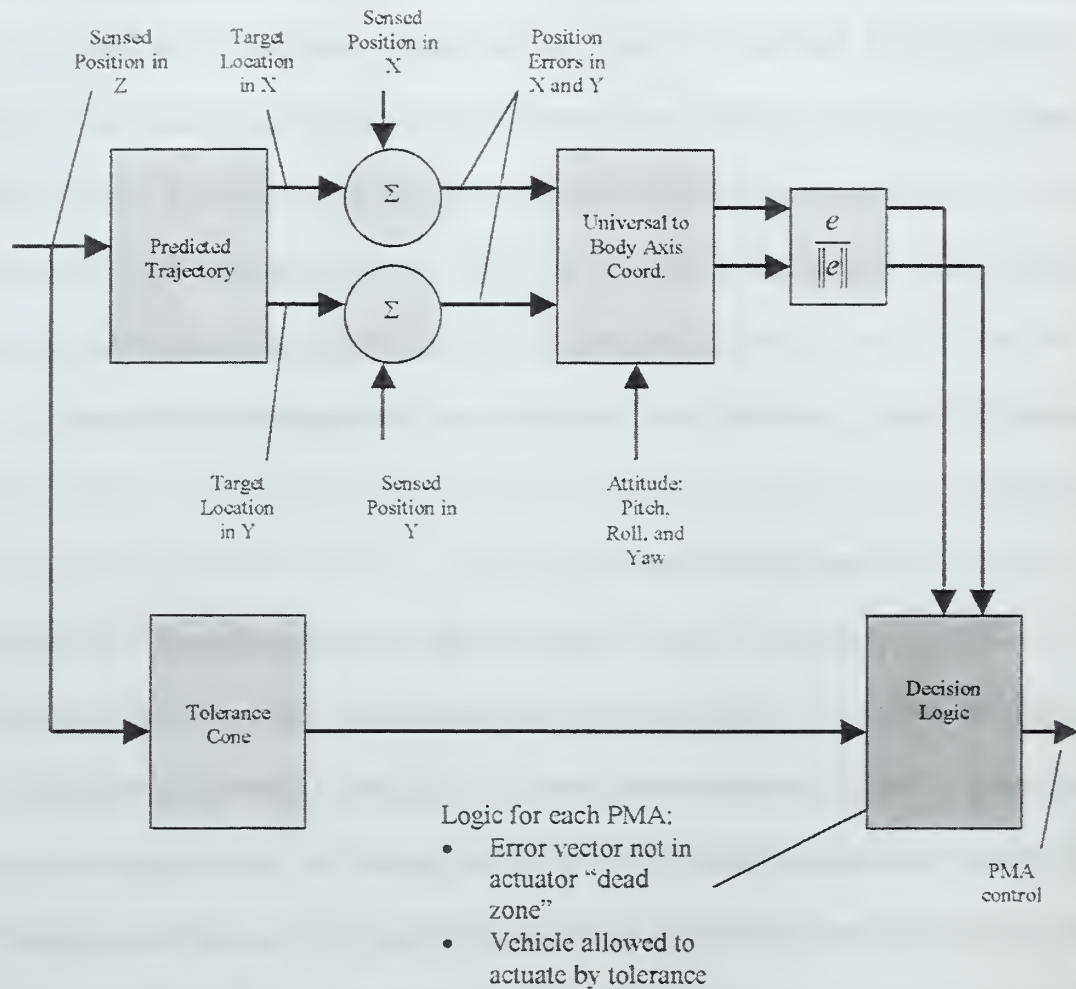 Sensed
Position in
Z
Target
Location
in X
Sensed
Position in
X
Position
Errors in
X and Y
Predicted
Trajectory
Σ
Σ
Universal to
Body Axis
Coord.
e
‖e‖
Target
Location
in Y
Sensed
Position in
Y
Attitude:
Pitch,
Roll, and
Yaw
Tolerance
Cone
Decision
Logic
Logic for each PMA:
• Error vector not in
actuator “dead
zone”
• Vehicle allowed to
actuate by tolerance
PMA
control